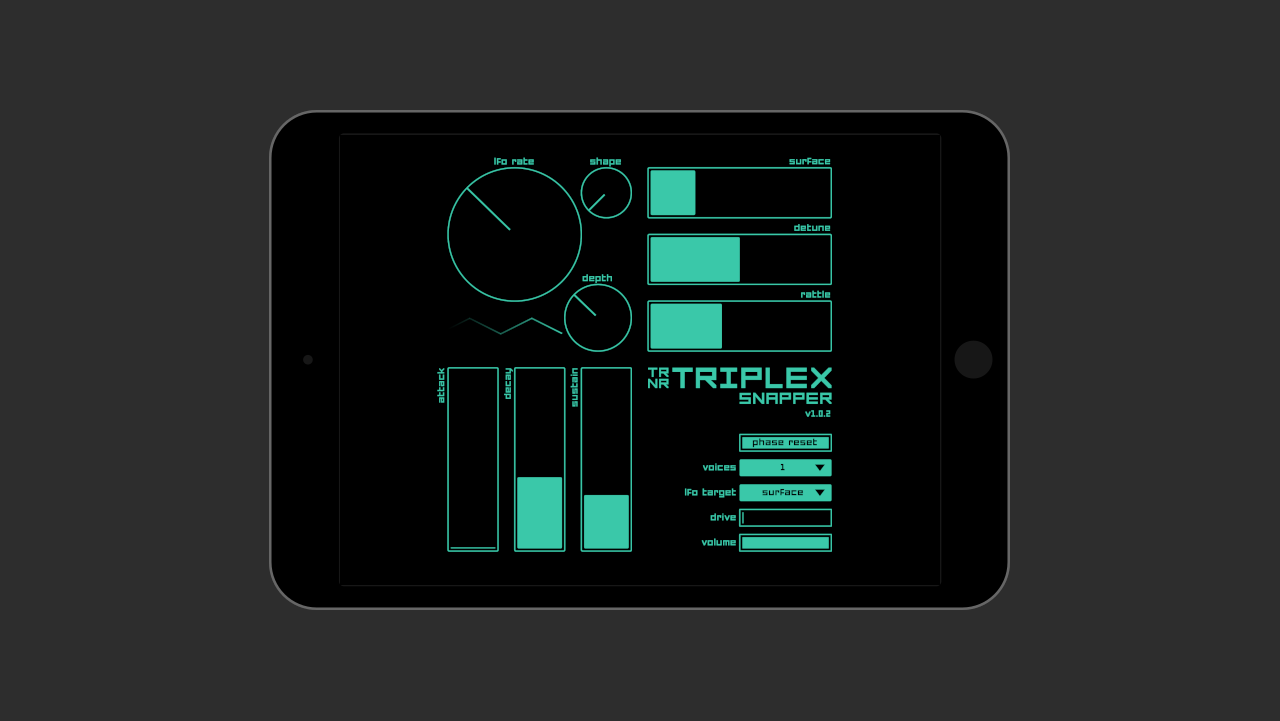 lfo rate
shape
surface
detune
depth
rattle
attack
decay
sustain
TR
NR
TRIPLEX
SNAPPER
v1.0.2
phase reset
voices 1
lfo target surface
drive
volume